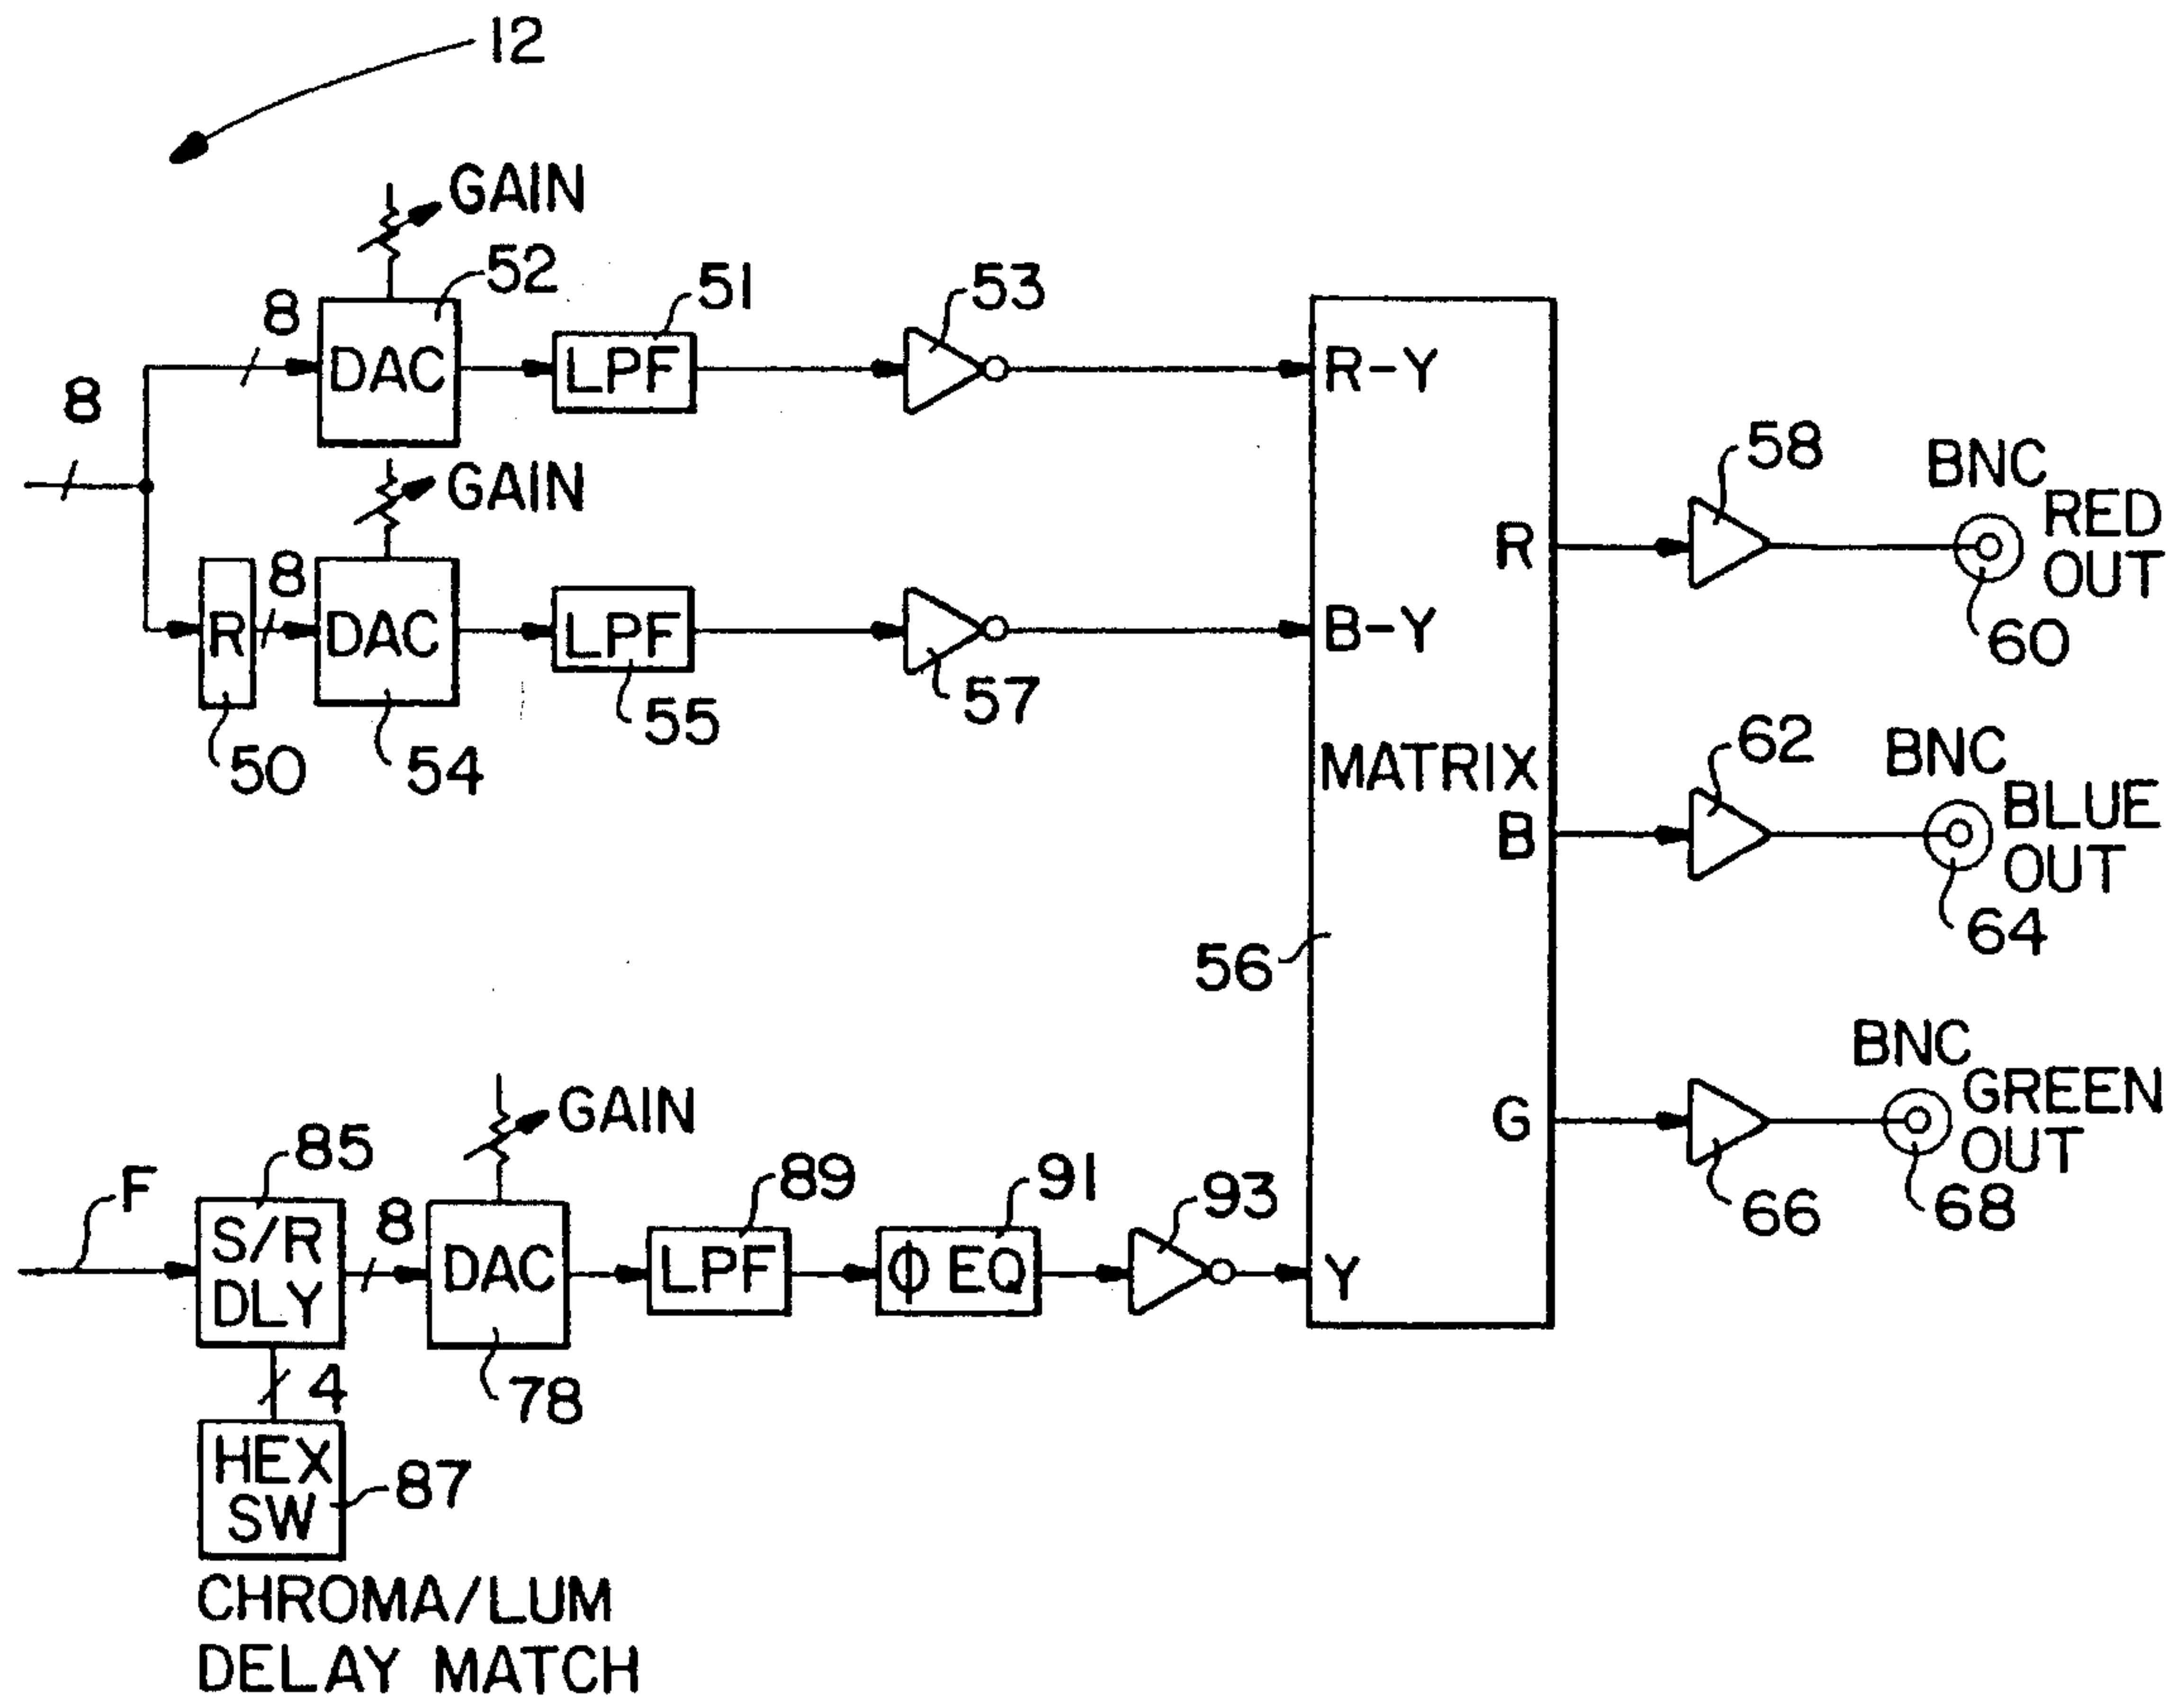 12
GAIN
52
8
DAC
51
LPF
53
R-Y
8
GAIN
8
R
DAC
LPF
57
B-Y
50
54
55
MATRIX
56
R
58
BNC
RED
OUT
60
B
62
BNC
BLUE
OUT
64
G
66
BNC
GREEN
OUT
68
F
85
S/R
DLY
8
GAIN
DAC
78
89
LPF
91
Φ EQ
93
Y
4
HEX
SW
87
CHROMA/LUM
DELAY MATCH